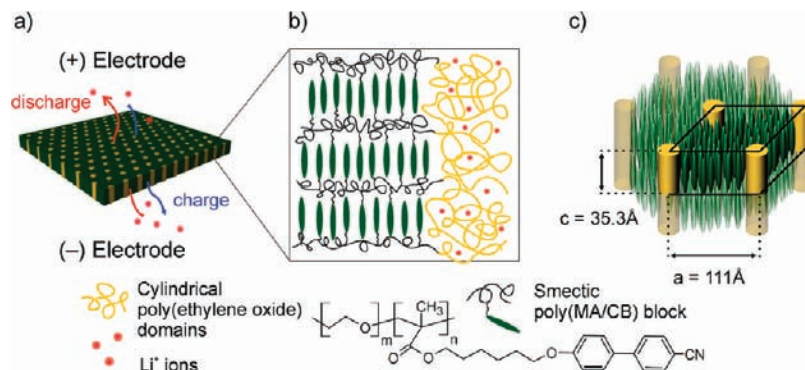 a)
(+) Electrode
discharge
charge
(–) Electrode
b)
c)
c = 35.3Å
a = 111Å
Cylindrical
poly(ethylene oxide)
domains
Li⁺ ions
Smectic
poly(MA/CB) block
O
m
CH₃
n
O
O
O
CN